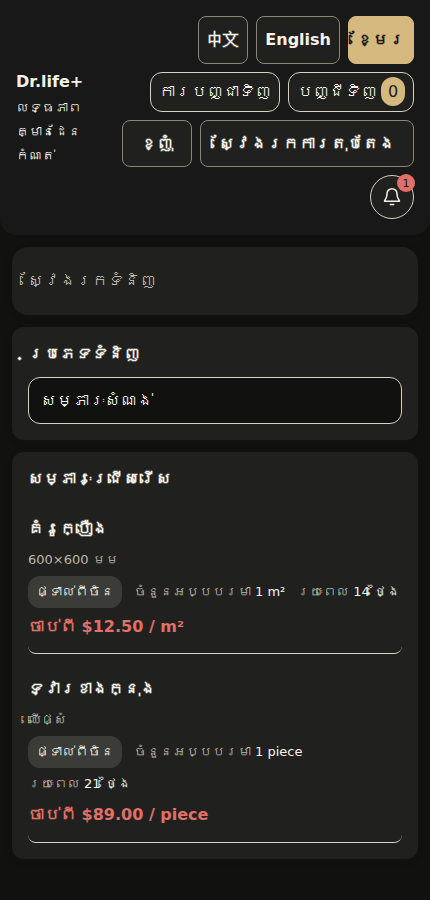 中文 English ខ្មែរ
Dr.life+
លទ្ធភាព
គ្មានដែន
កំណត់
ការបញ្ជាទិញ បញ្ជីទិញ 0
ខ្ញុំ ស្វែងរកការតុបតែង
1
ស្វែងរកទំនិញ
ប្រភេទទំនិញ
សម្ភារៈសំណង់
សម្ភារៈជ្រើសរើស
គំរូក្បឿង
600×600 មម
ផ្ទាល់ពីចិន ចំនួនអប្បបរមា 1 m² រយៈពេល 14 ថ្ងៃ
ចាប់ពី $12.50 / m²
ទ្វារខាងក្នុង
ឈើផ្សំ
ផ្ទាល់ពីចិន ចំនួនអប្បបរមា 1 piece
រយៈពេល 21 ថ្ងៃ
ចាប់ពី $89.00 / piece